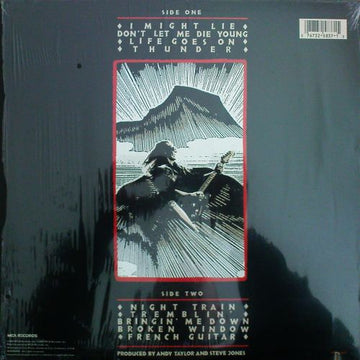 SIDE ONE
♦ I MIGHT LIE ♦
DON'T LET ME DIE YOUNG
♦ LIFE GOES ON ♦
♦ THUNDER ♦
SIDE TWO
♦ NIGHT TRAIN ♦
♦ TREMBLIN' ♦
BRINGIN' ME DOWN
BROKEN WINDOW
♦ FRENCH GUITAR ♦
PRODUCED BY ANDY TAYLOR AND STEVE JONES
MCA RECORDS